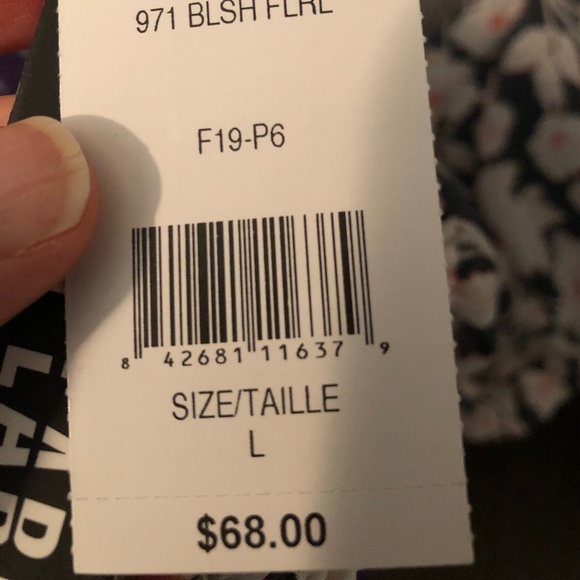 971 BLSH FLRL
F19-P6
8 42681 11637 9
SIZE/TAILLE
L
$68.00